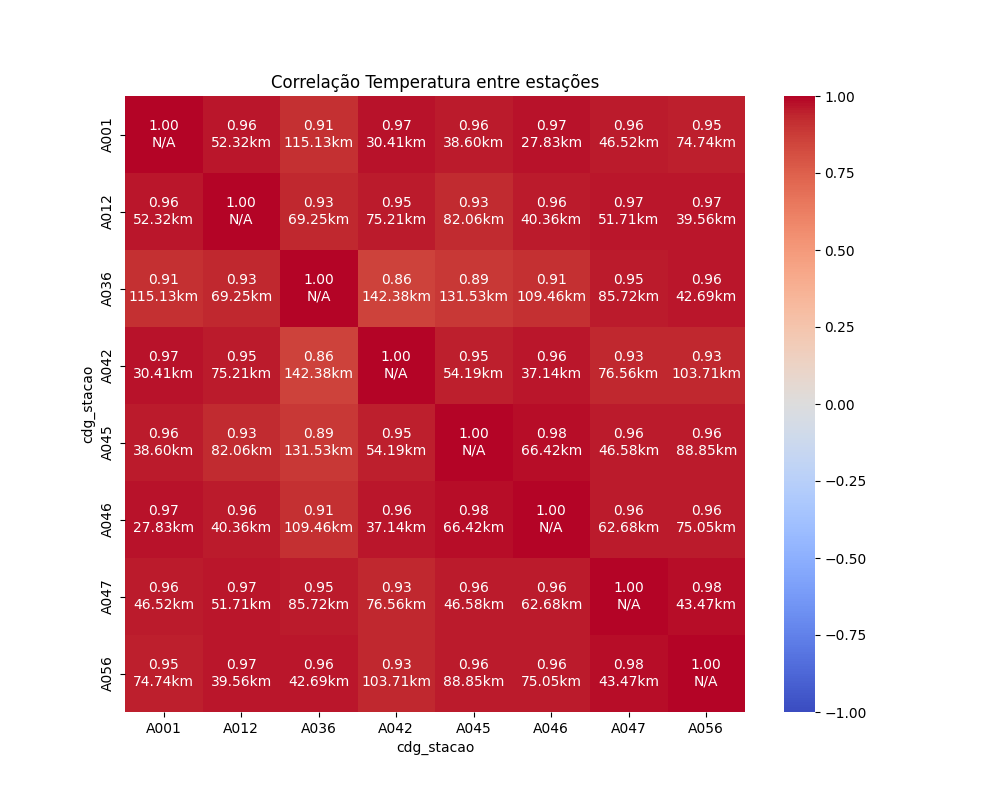 Correlação Temperatura entre estações
A001
1.00 0.96 0.91 0.97 0.96 0.97 0.96 0.95
N/A 52.32km 115.13km 30.41km 38.60km 27.83km 46.52km 74.74km
A012
0.96 1.00 0.93 0.95 0.93 0.96 0.97 0.97
52.32km N/A 69.25km 75.21km 82.06km 40.36km 51.71km 39.56km
A036
0.91 0.93 1.00 0.86 0.89 0.91 0.95 0.96
115.13km 69.25km N/A 142.38km 131.53km 109.46km 85.72km 42.69km
A042
0.97 0.95 0.86 1.00 0.95 0.96 0.93 0.93
30.41km 75.21km 142.38km N/A 54.19km 37.14km 76.56km 103.71km
cdg_stacao
A045
0.96 0.93 0.89 0.95 1.00 0.98 0.96 0.96
38.60km 82.06km 131.53km 54.19km N/A 66.42km 46.58km 88.85km
A046
0.97 0.96 0.91 0.96 0.98 1.00 0.96 0.96
27.83km 40.36km 109.46km 37.14km 66.42km N/A 62.68km 75.05km
A047
0.96 0.97 0.95 0.93 0.96 0.96 1.00 0.98
46.52km 51.71km 85.72km 76.56km 46.58km 62.68km N/A 43.47km
A056
0.95 0.97 0.96 0.93 0.96 0.96 0.98 1.00
74.74km 39.56km 42.69km 103.71km 88.85km 75.05km 43.47km N/A
A001 A012 A036 A042 A045 A046 A047 A056
cdg_stacao
1.00
0.75
0.50
0.25
0.00
−0.25
−0.50
−0.75
−1.00